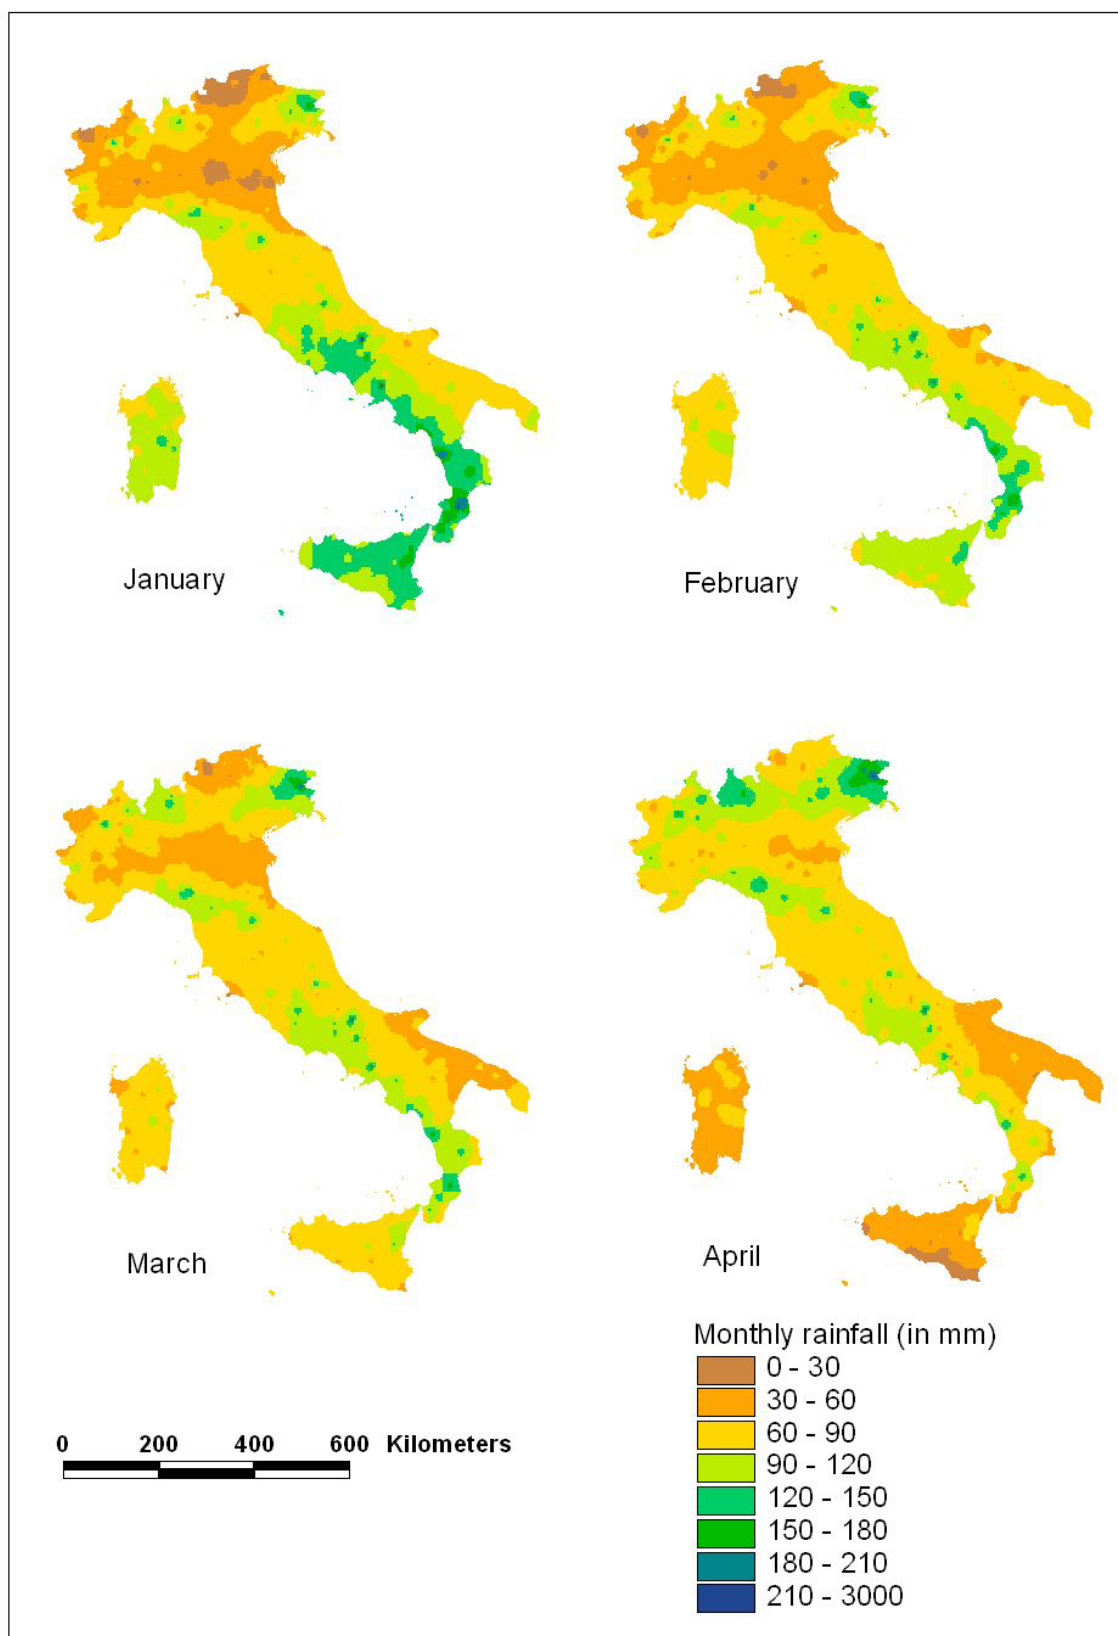 January
February
March
April
Monthly rainfall (in mm)
0 - 30
30 - 60
60 - 90
90 - 120
120 - 150
150 - 180
180 - 210
210 - 3000
0 200 400 600 Kilometers